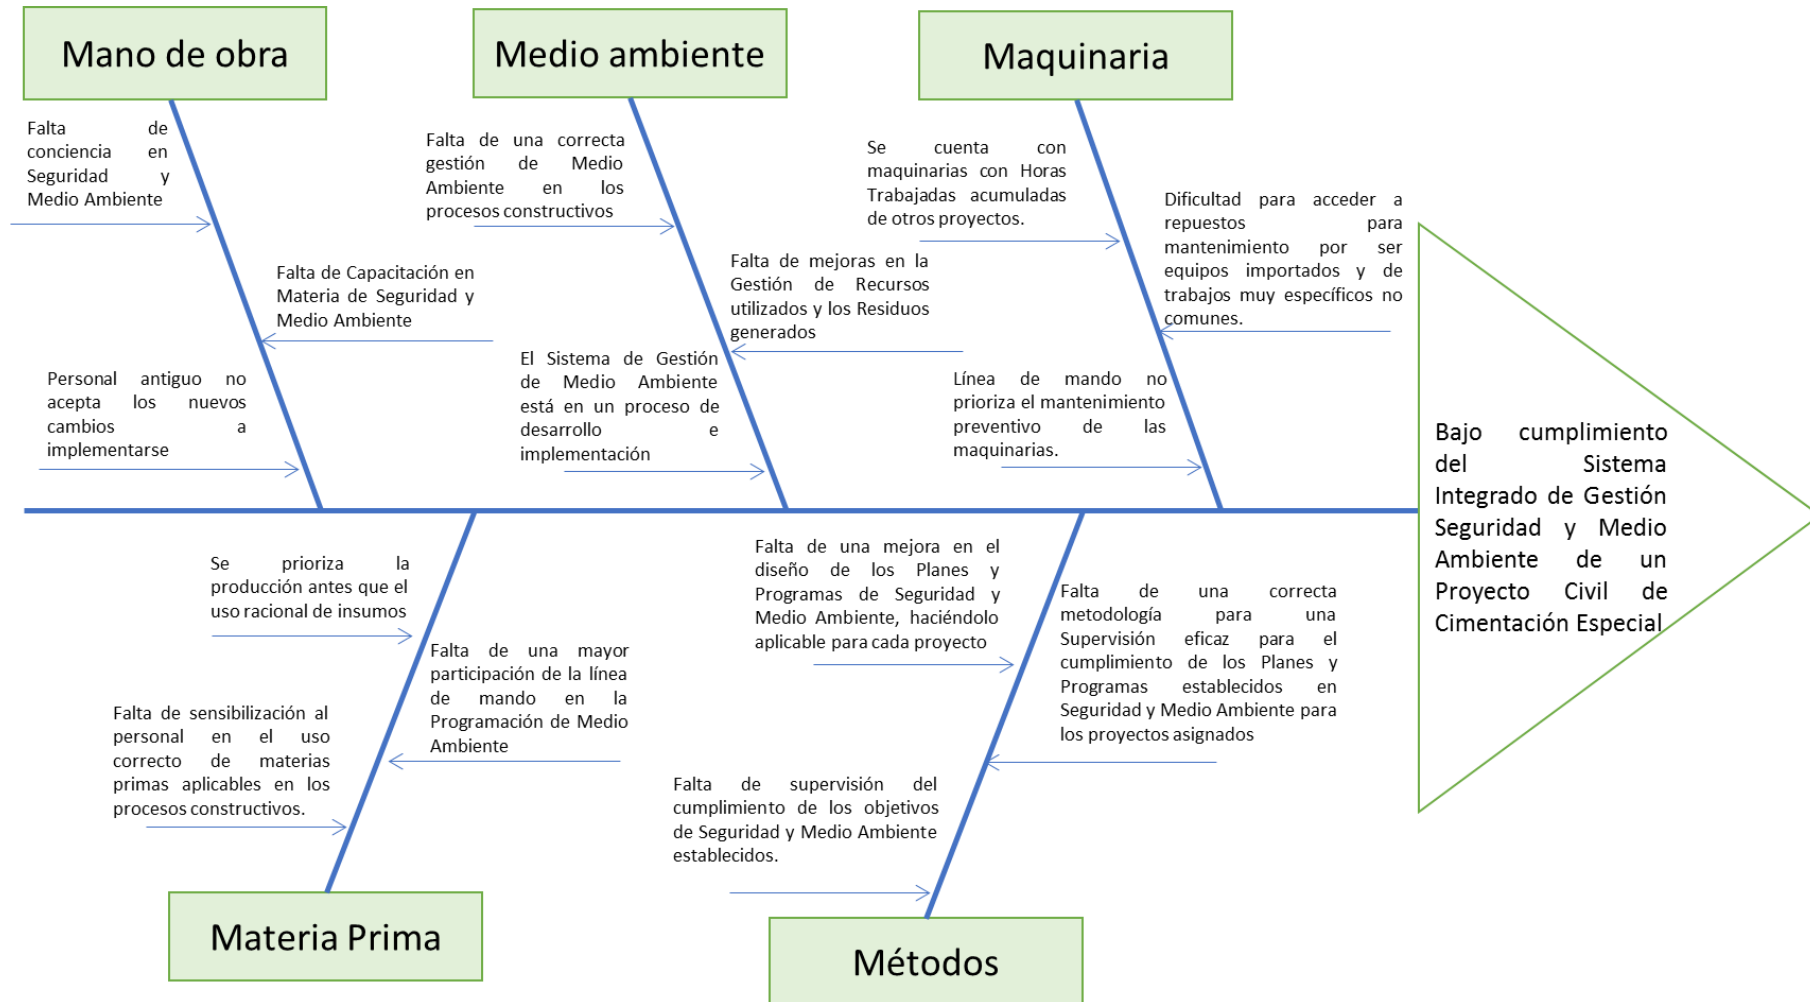 Mano de obra
Medio ambiente
Maquinaria
Falta de
conciencia en
Seguridad y
Medio Ambiente
Falta de Capacitación en
Materia de Seguridad y
Medio Ambiente
Personal antiguo no
acepta los nuevos
cambios a
implementarse
Falta de una correcta
gestión de Medio
Ambiente en los
procesos constructivos
Falta de mejoras en la
Gestión de Recursos
utilizados y los Residuos
generados
El Sistema de Gestión
de Medio Ambiente
está en un proceso de
desarrollo e
implementación
Se cuenta con
maquinarias con Horas
Trabajadas acumuladas
de otros proyectos.
Dificultad para acceder a
repuestos para
mantenimiento por ser
equipos importados y de
trabajos muy específicos no
comunes.
Línea de mando no
prioriza el mantenimiento
preventivo de las
maquinarias.
Bajo cumplimiento
del Sistema
Integrado de Gestión
Seguridad y Medio
Ambiente de un
Proyecto Civil de
Cimentación Especial
Se prioriza la
producción antes que el
uso racional de insumos
Falta de una mayor
participación de la línea
de mando en la
Programación de Medio
Ambiente
Falta de sensibilización al
personal en el uso
correcto de materias
primas aplicables en los
procesos constructivos.
Falta de una mejora en el
diseño de los Planes y
Programas de Seguridad y
Medio Ambiente, haciéndolo
aplicable para cada proyecto
Falta de una correcta
metodología para una
Supervisión eficaz para el
cumplimiento de los Planes y
Programas establecidos en
Seguridad y Medio Ambiente para
los proyectos asignados
Falta de supervisión del
cumplimiento de los objetivos
de Seguridad y Medio Ambiente
establecidos.
Materia Prima
Métodos